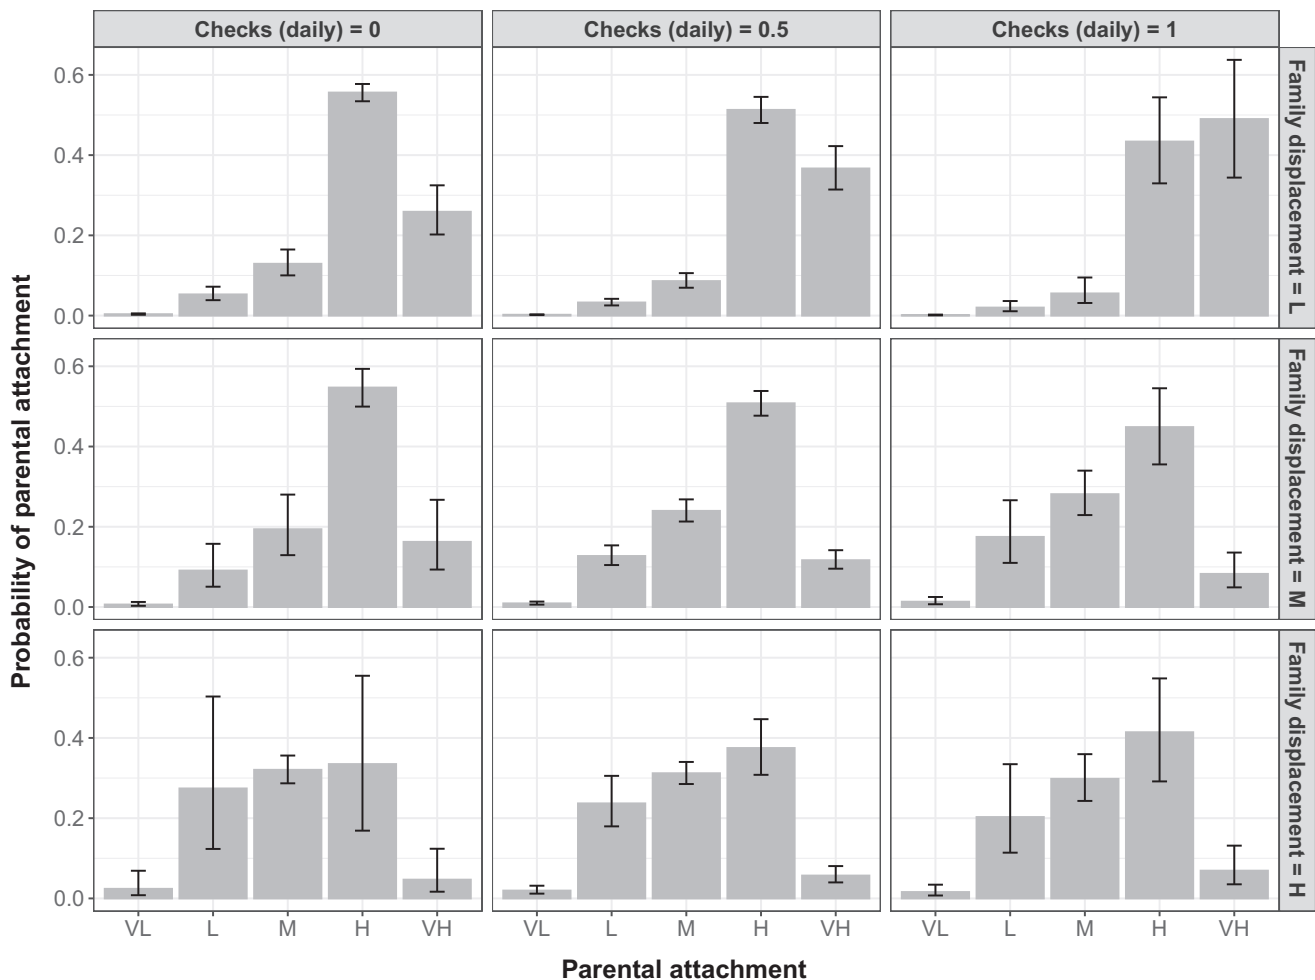 Checks (daily) = 0
Checks (daily) = 0.5
Checks (daily) = 1
Probability of parental attachment
0.6
0.4
0.2
0.0
Family displacement = L
0.6
0.4
0.2
0.0
Family displacement = M
0.6
0.4
0.2
0.0
Family displacement = H
VL L M H VH
VL L M H VH
VL L M H VH
Parental attachment